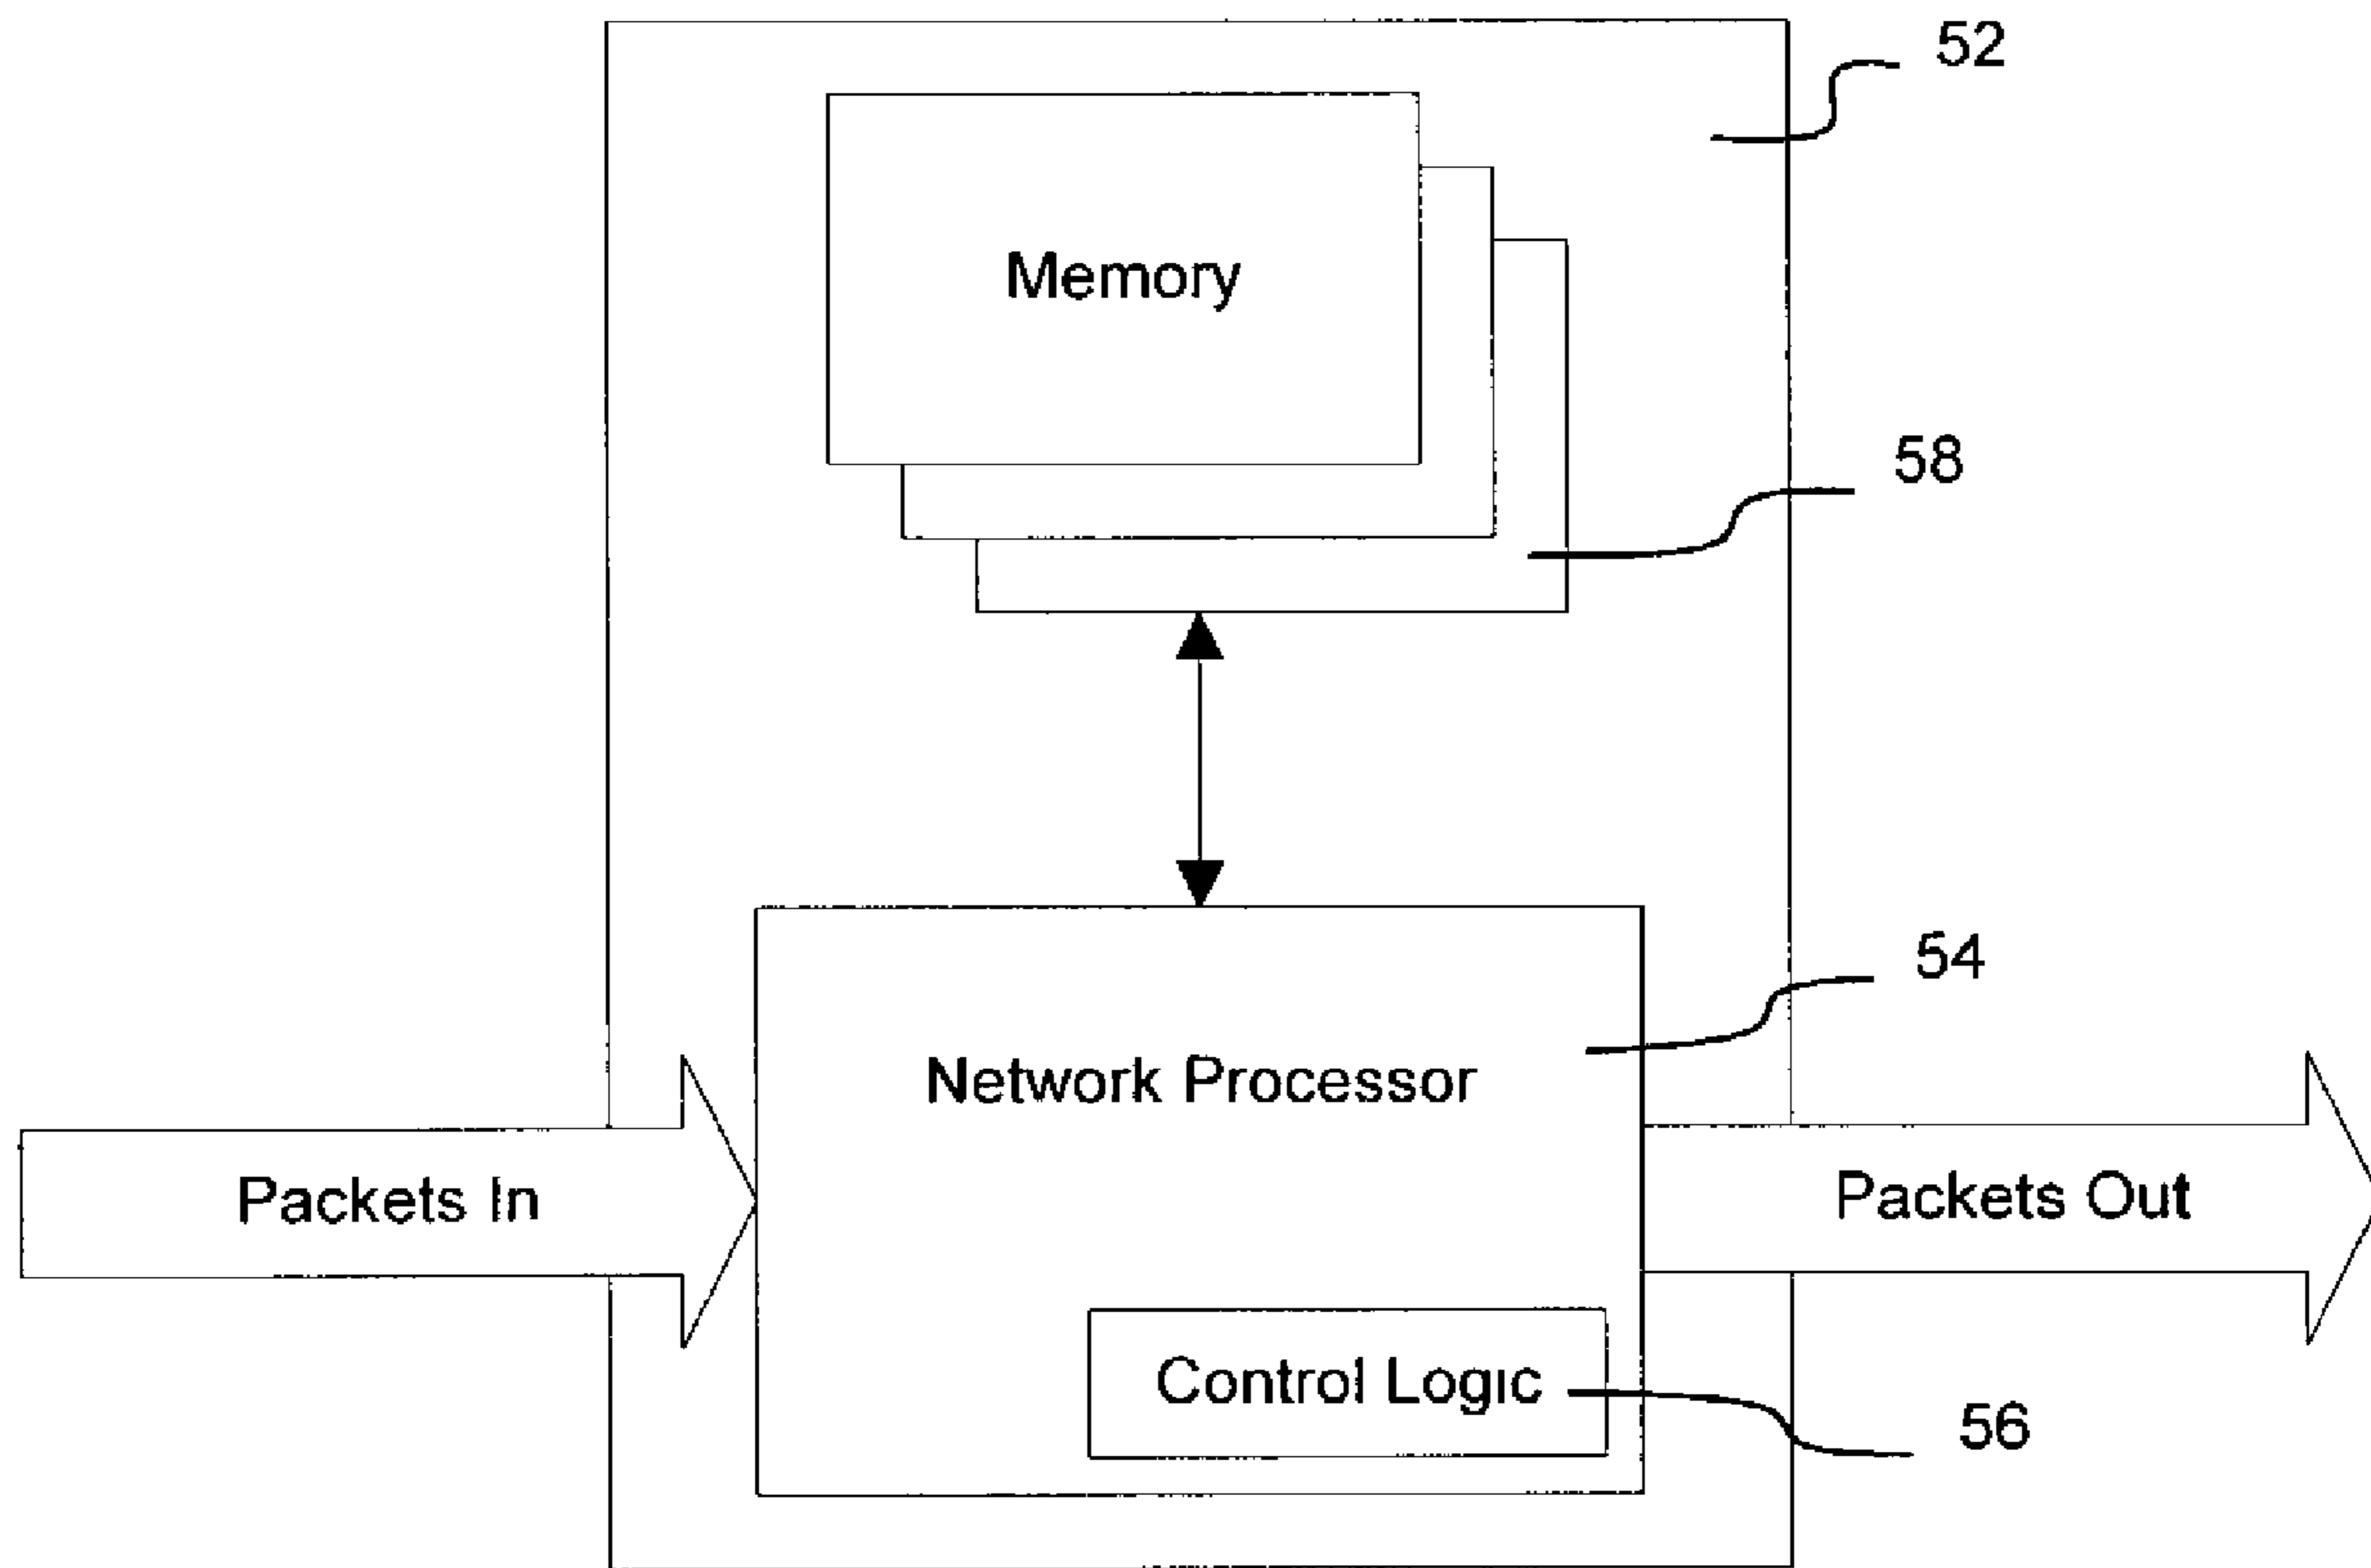 52
Memory
58
54
Network Processor
Packets In
Packets Out
Control Logic
56